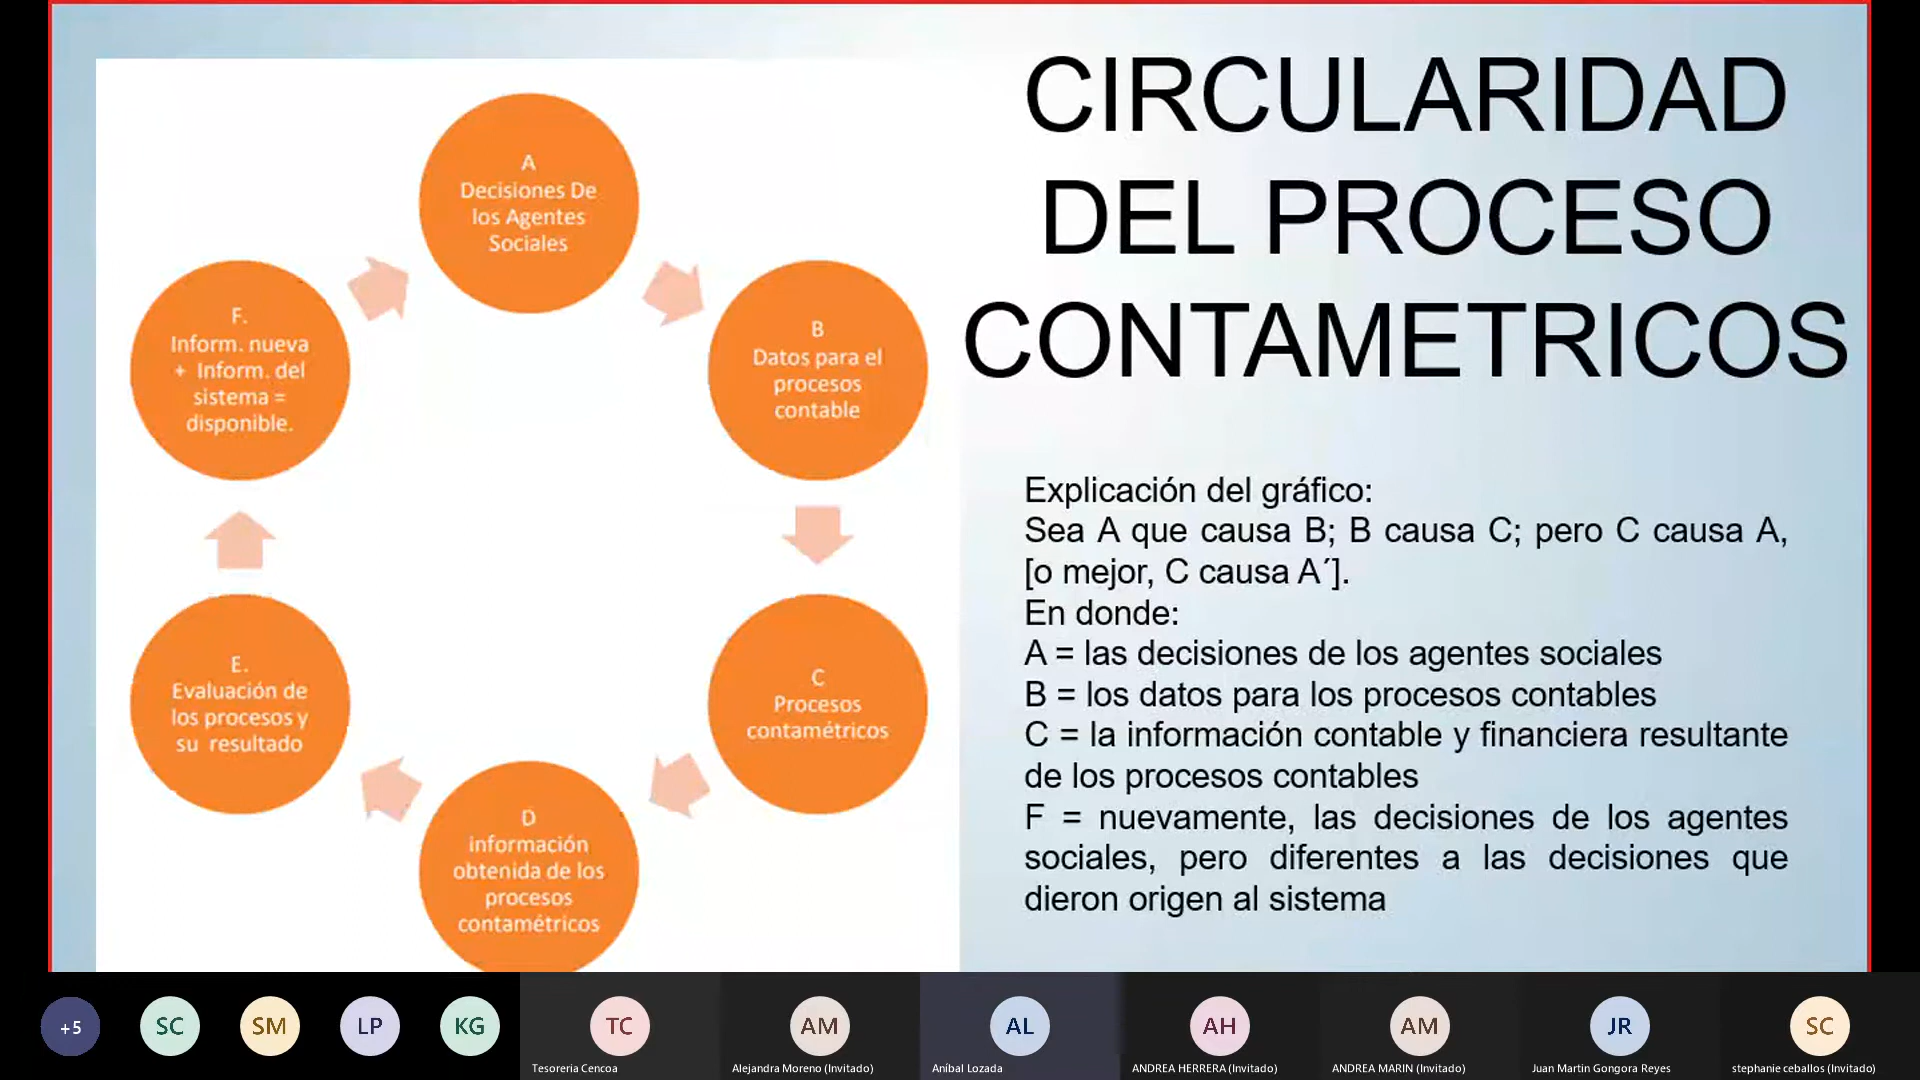 CIRCULARIDAD
DEL PROCESO
CONTAMETRICOS
A
Decisiones De
los Agentes
Sociales
B
Datos para el
procesos
contable
C
Procesos
contamétricos
D
información
obtenida de los
procesos
contamétricos
E.
Evaluación de
los procesos y
su resultado
F.
Inform. nueva
+ Inform. del
sistema =
disponible.
Explicación del gráfico:
Sea A que causa B; B causa C; pero C causa A,
[o mejor, C causa A´].
En donde:
A = las decisiones de los agentes sociales
B = los datos para los procesos contables
C = la información contable y financiera resultante
de los procesos contables
F = nuevamente, las decisiones de los agentes
sociales, pero diferentes a las decisiones que
dieron origen al sistema
+5
SC
SM
LP
KG
TC
Tesoreria Cencoa
AM
Alejandra Moreno (Invitado)
AL
Aníbal Lozada
AH
ANDREA HERRERA (Invitado)
AM
ANDREA MARIN (Invitado)
JR
Juan Martin Gongora Reyes
SC
stephanie ceballos (Invitado)